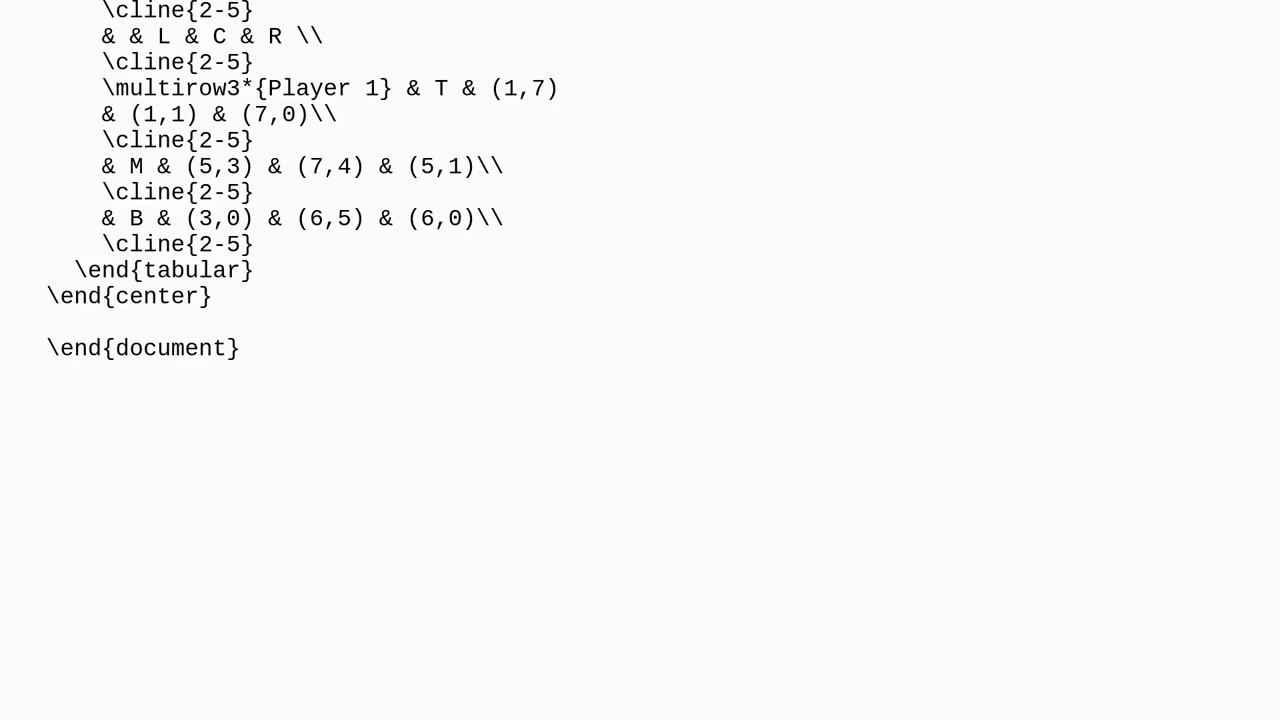 \cline{2-5}
& & L & C & R \\
\cline{2-5}
\multirow3*{Player 1} & T & (1,7)
& (1,1) & (7,0)\\
\cline{2-5}
& M & (5,3) & (7,4) & (5,1)\\
\cline{2-5}
& B & (3,0) & (6,5) & (6,0)\\
\cline{2-5}
\end{tabular}
\end{center}
\end{document}